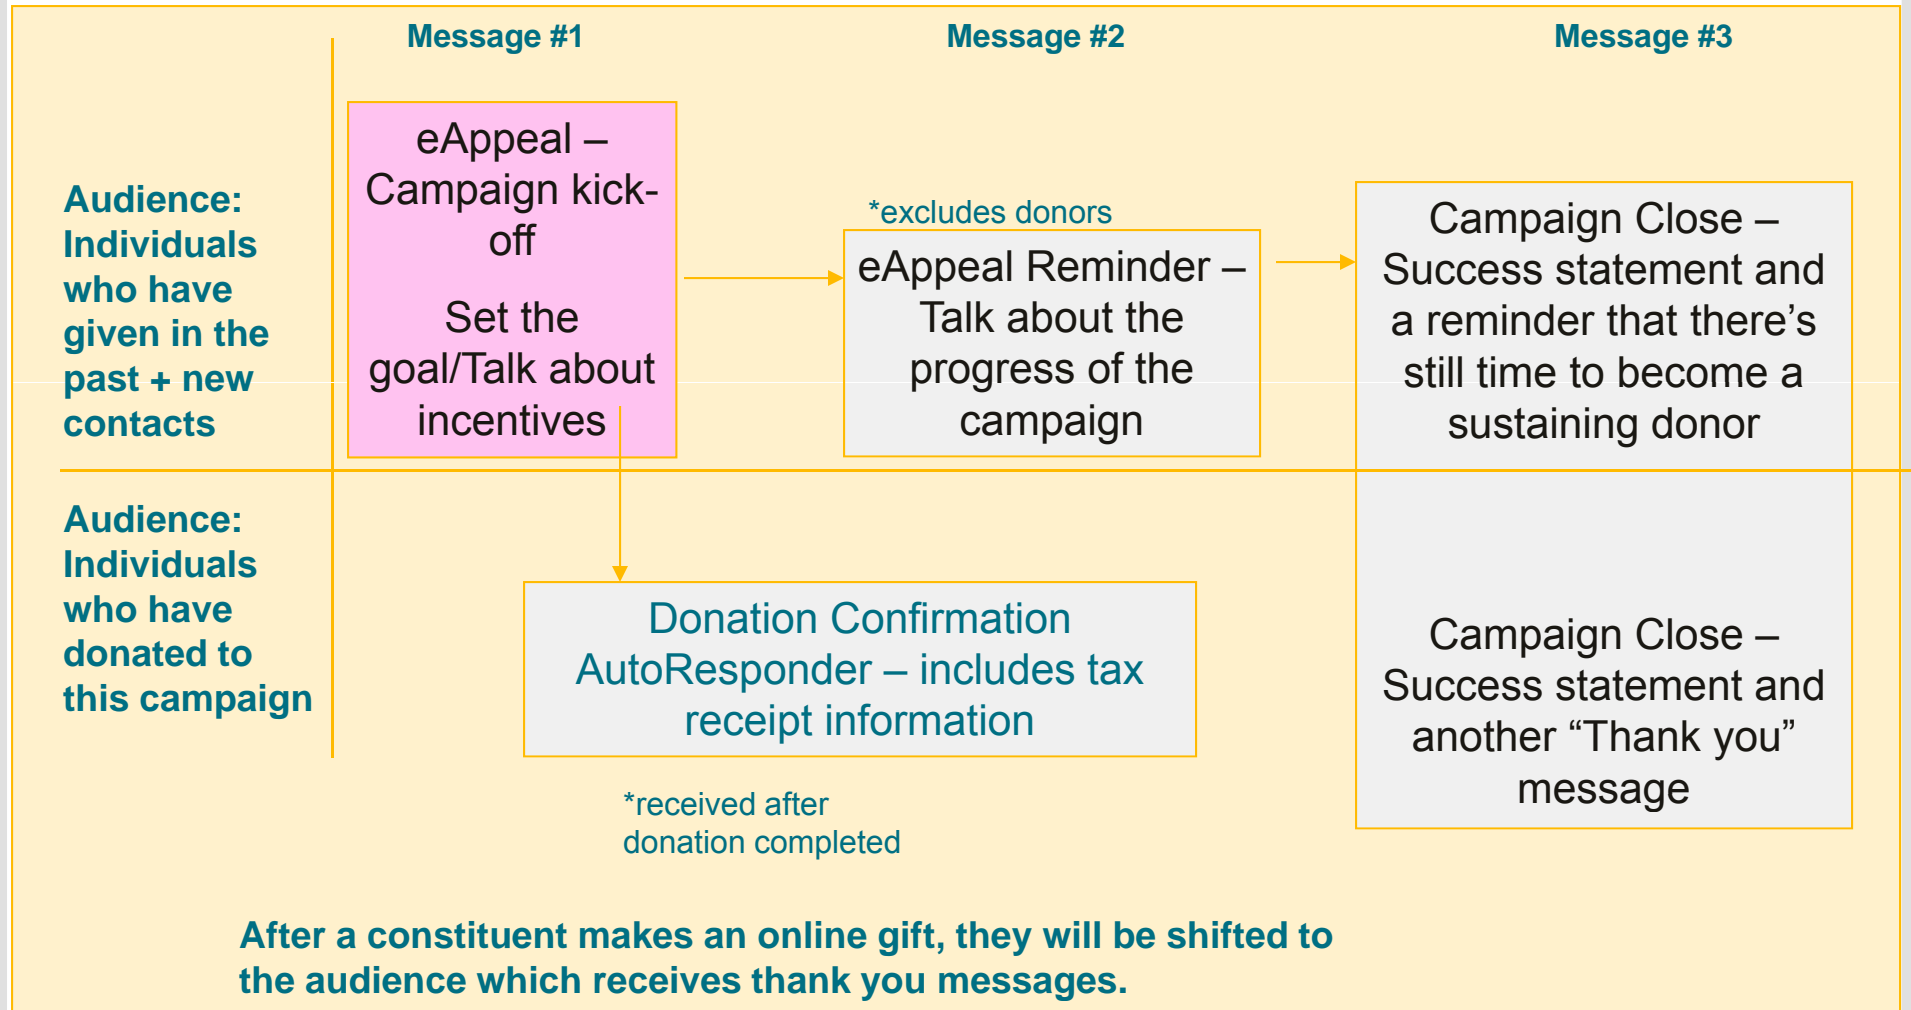 Message #1
Message #2
Message #3
Audience:
Individuals
who have
given in the
past + new
contacts
eAppeal –
Campaign kick-
off
Set the
goal/Talk about
incentives
*excludes donors
eAppeal Reminder –
Talk about the
progress of the
campaign
Campaign Close –
Success statement and
a reminder that there’s
still time to become a
sustaining donor
Audience:
Individuals
who have
donated to
this campaign
Donation Confirmation
AutoResponder – includes tax
receipt information
*received after
donation completed
Campaign Close –
Success statement and
another “Thank you”
message
After a constituent makes an online gift, they will be shifted to
the audience which receives thank you messages.